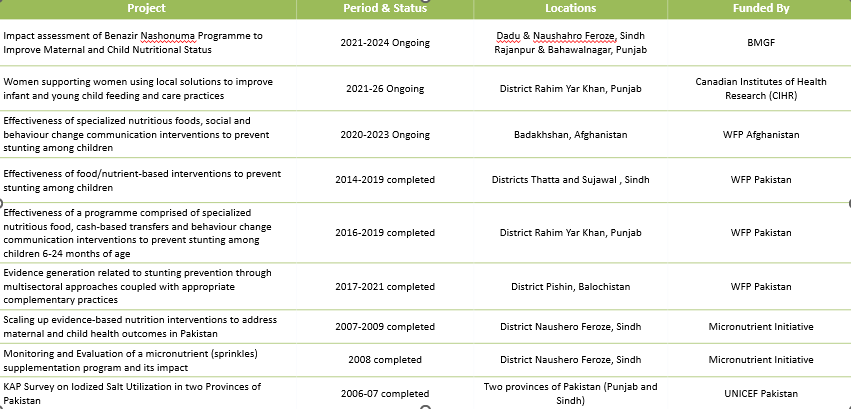 Project Period & Status Locations Funded By
Impact assessment of Benazir Nashonuma Programme to
Improve Maternal and Child Nutritional Status
2021-2024 Ongoing
Dadu & Naushahro Feroze, Sindh
Rajanpur & Bahawalnagar, Punjab
BMGF
Women supporting women using local solutions to improve
infant and young child feeding and care practices
2021-26 Ongoing
District Rahim Yar Khan, Punjab
Canadian Institutes of Health
Research (CIHR)
Effectiveness of specialized nutritious foods, social and
behaviour change communication interventions to prevent
stunting among children
2020-2023 Ongoing
Badakhshan, Afghanistan
WFP Afghanistan
Effectiveness of food/nutrient-based interventions to prevent
stunting among children
2014-2019 completed
Districts Thatta and Sujawal , Sindh
WFP Pakistan
Effectiveness of a programme comprised of specialized
nutritious food, cash-based transfers and behaviour change
communication interventions to prevent stunting among
children 6-24 months of age
2016-2019 completed
District Rahim Yar Khan, Punjab
WFP Pakistan
Evidence generation related to stunting prevention through
multisectoral approaches coupled with appropriate
complementary practices
2017-2021 completed
District Pishin, Balochistan
WFP Pakistan
Scaling up evidence-based nutrition interventions to address
maternal and child health outcomes in Pakistan
2007-2009 completed
District Naushero Feroze, Sindh
Micronutrient Initiative
Monitoring and Evaluation of a micronutrient (sprinkles)
supplementation program and its impact
2008 completed
District Naushero Feroze, Sindh
Micronutrient Initiative
KAP Survey on Iodized Salt Utilization in two Provinces of
Pakistan
2006-07 completed
Two provinces of Pakistan (Punjab and
Sindh)
UNICEF Pakistan